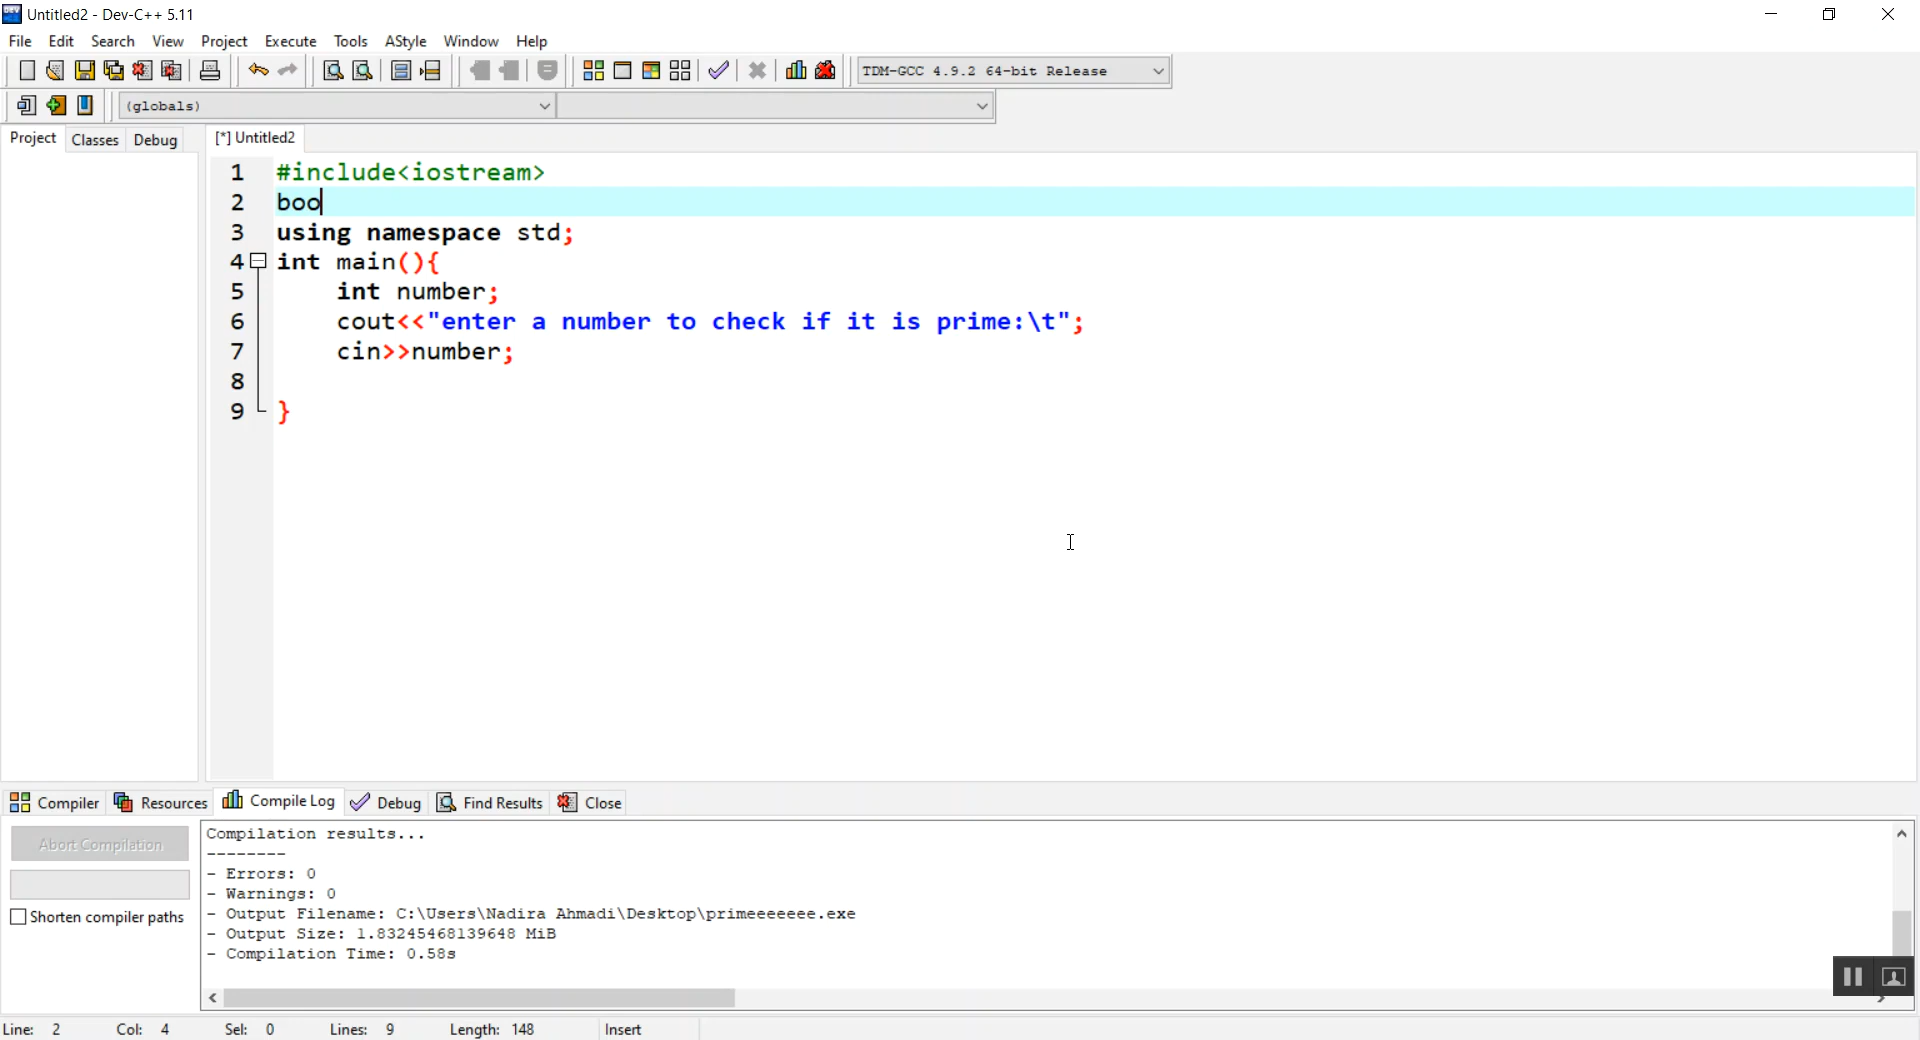 Untitled2 - Dev-C++ 5.11
File Edit Search View Project Execute Tools AStyle Window Help
TDM-GCC 4.9.2 64-bit Release
(globals)
Project Classes Debug [*] Untitled2
1 #include<iostream>
2 boo
3 using namespace std;
4 int main(){
5 int number;
6 cout<<"enter a number to check if it is prime:\t";
7 cin>>number;
8
9 }
Compiler Resources Compile Log Debug Find Results Close
Abort Compilation
Shorten compiler paths
Compilation results...
--------
- Errors: 0
- Warnings: 0
- Output Filename: C:\Users\Nadira Ahmadi\Desktop\primeeeeeee.exe
- Output Size: 1.83245468139648 MiB
- Compilation Time: 0.58s
Line: 2 Col: 4 Sel: 0 Lines: 9 Length: 148 Insert